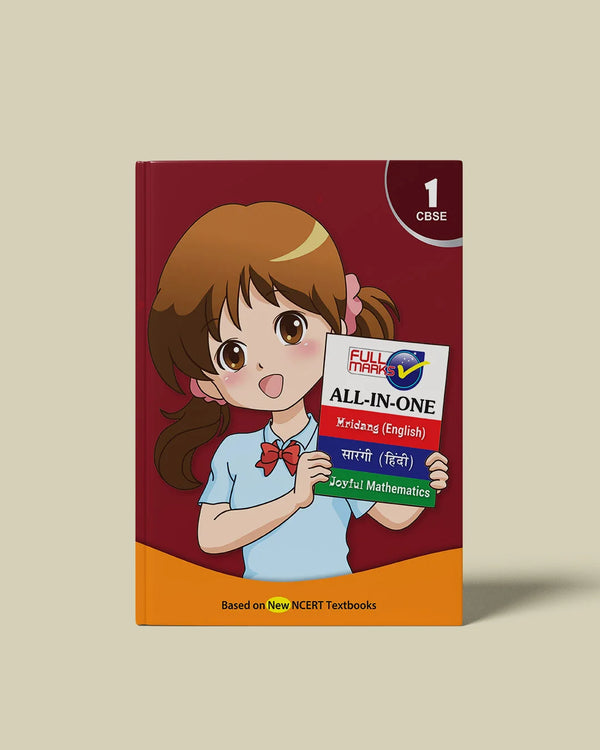 1
CBSE
FULL
MARKS
ALL-IN-ONE
Mridang (English)
सारंगी (हिंदी)
Joyful Mathematics
Based on New NCERT Textbooks